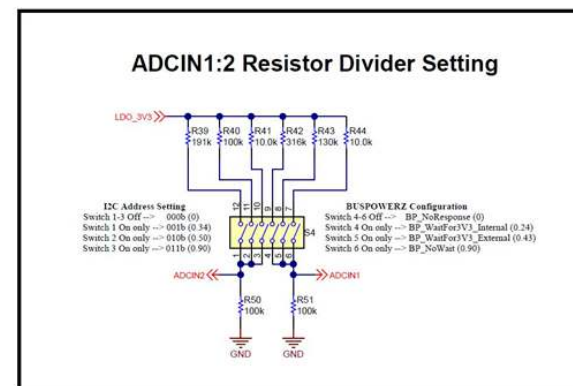 ADCIN1:2 Resistor Divider Setting
LDO_3V3
R39 R40 R41 R42 R43 R44
191k 100k 10.0k 316k 130k 10.0k
12 11 10 9 8 7
I2C Address Setting
Switch 1-3 Off --> 000b (0)
Switch 1 On only --> 001b (0.34)
Switch 2 On only --> 010b (0.50)
Switch 3 On only --> 011b (0.90)
BUSPOWERZ Configuration
Switch 4-6 Off --> BP_NoResponse (0)
Switch 4 On only --> BP_WaitFor3V3_Internal (0.24)
Switch 5 On only --> BP_WaitFor3V3_External (0.43)
Switch 6 On only --> BP_NoWait (0.90)
S4
1 2 3 4 5 6
ADCIN2 ADCIN1
R50 R51
100k 100k
GND GND